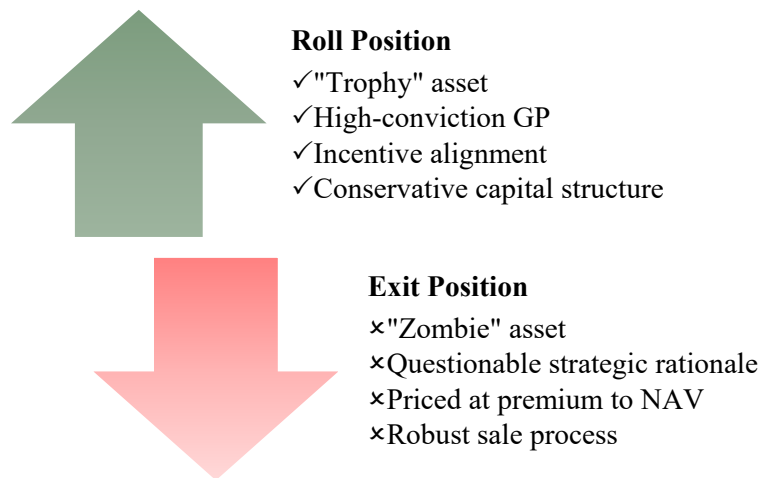 Roll Position
✓"Trophy" asset
✓High-conviction GP
✓Incentive alignment
✓Conservative capital structure
Exit Position
×"Zombie" asset
×Questionable strategic rationale
×Priced at premium to NAV
×Robust sale process